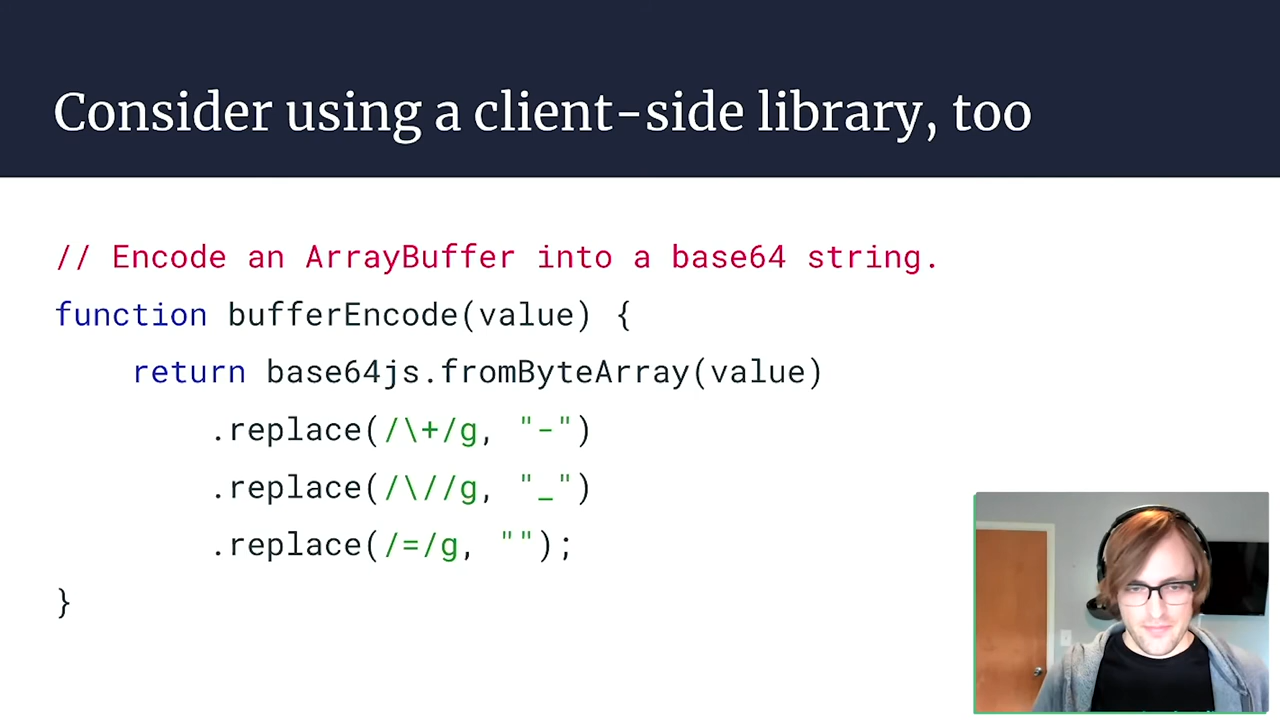 Consider using a client-side library, too
// Encode an ArrayBuffer into a base64 string.
function bufferEncode(value) {
return base64js.fromByteArray(value)
.replace(/\+/g, "-")
.replace(/\//g, "_")
.replace(/=/g, "");
}